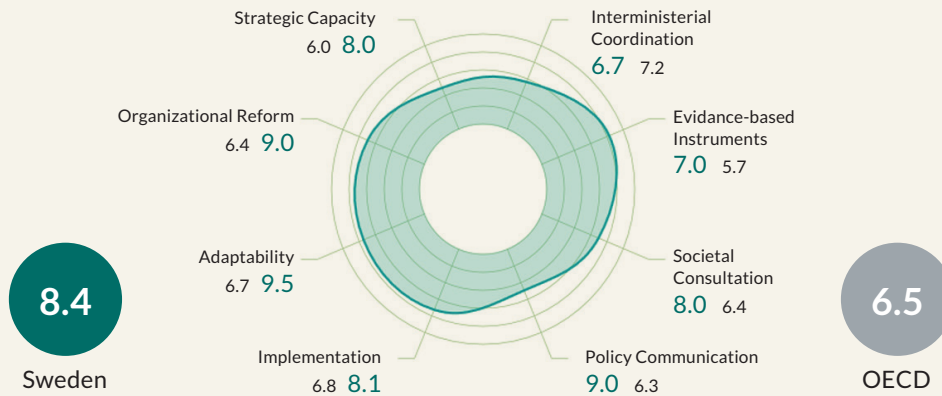 Strategic Capacity
6.0 8.0
Interministerial
Coordination
6.7 7.2
Organizational Reform
6.4 9.0
Evidence-based
Instruments
7.0 5.7
Adaptability
6.7 9.5
Societal
Consultation
8.0 6.4
Implementation
6.8 8.1
Policy Communication
9.0 6.3
8.4
Sweden
6.5
OECD